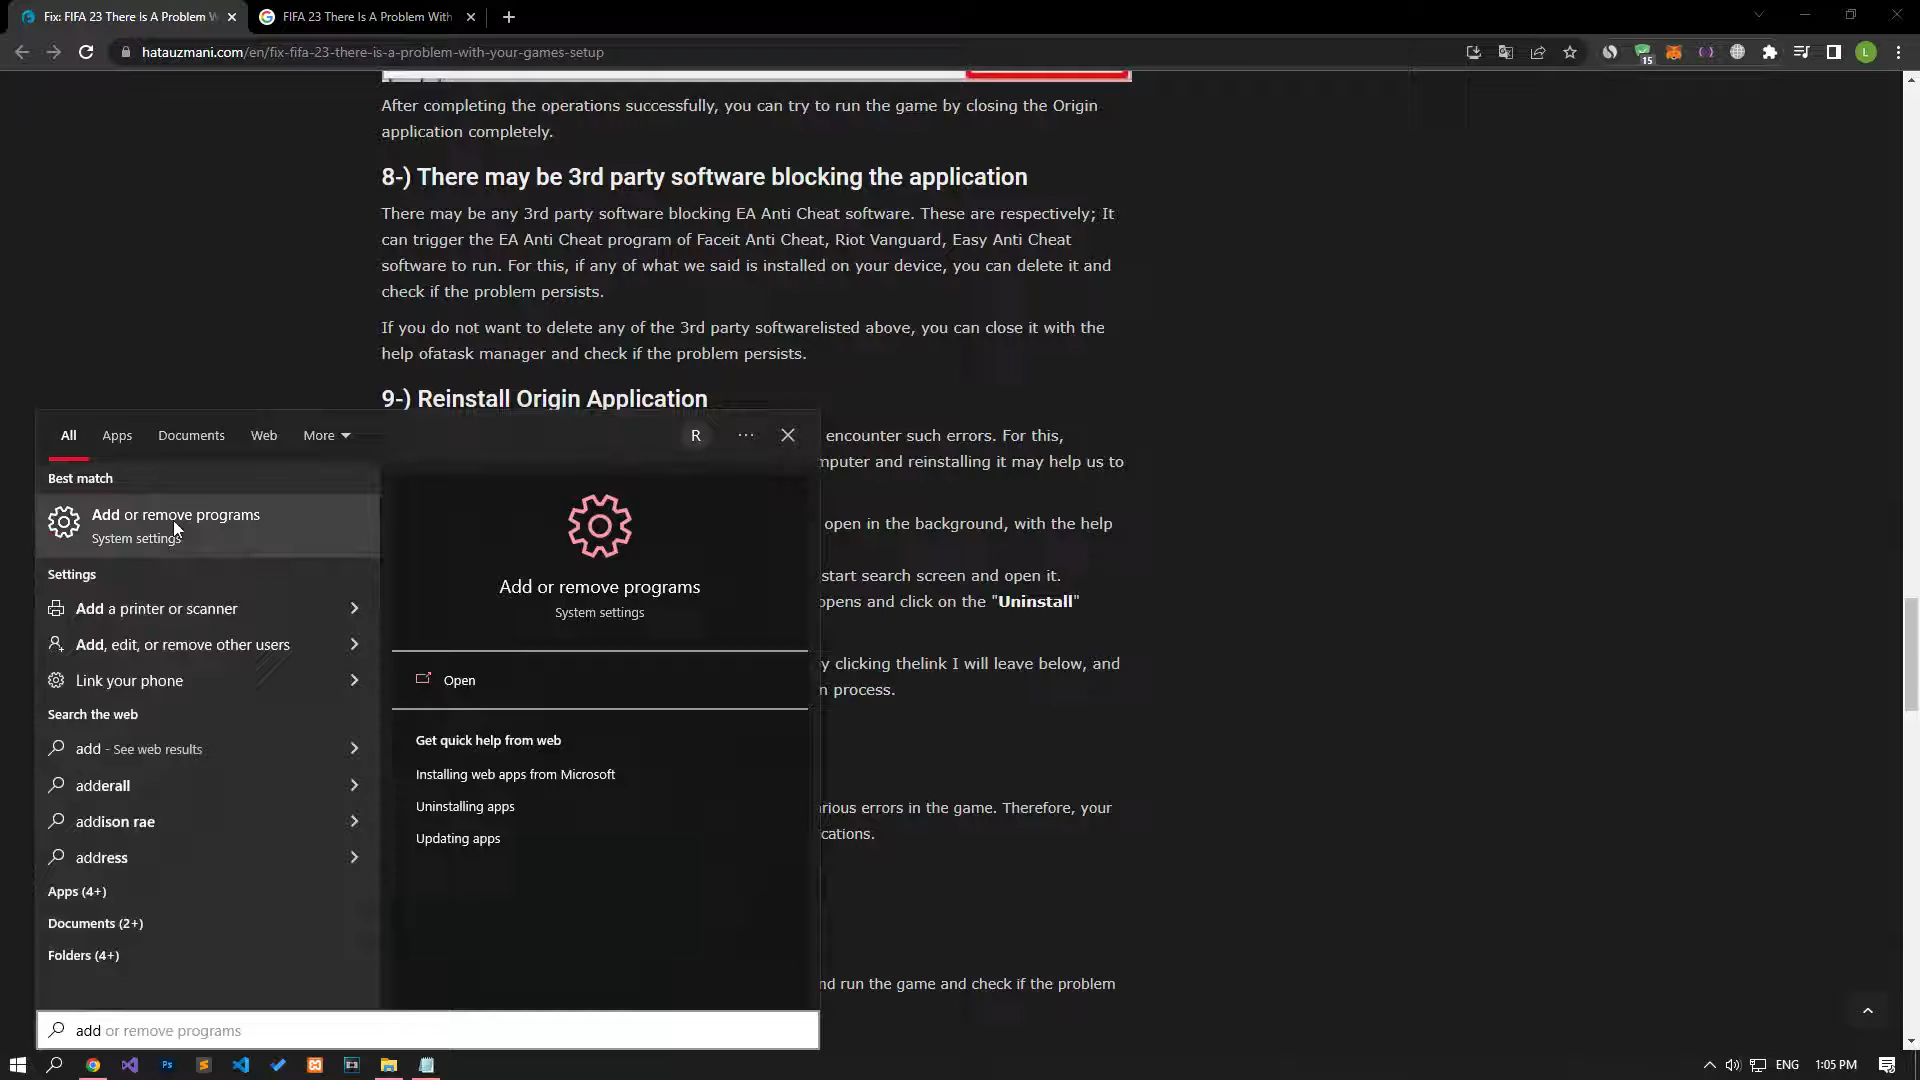 Fix: FIFA 23 There Is A Problem W
FIFA 23 There Is A Problem With
hatauzmani.com/en/fix-fifa-23-there-is-a-problem-with-your-games-setup
15
L
After completing the operations successfully, you can try to run the game by closing the Origin
application completely.
8-) There may be 3rd party software blocking the application
There may be any 3rd party software blocking EA Anti Cheat software. These are respectively; It
can trigger the EA Anti Cheat program of Faceit Anti Cheat, Riot Vanguard, Easy Anti Cheat
software to run. For this, if any of what we said is installed on your device, you can delete it and
check if the problem persists.
If you do not want to delete any of the 3rd party softwarelisted above, you can close it with the
help ofatask manager and check if the problem persists.
9-) Reinstall Origin Application
encounter such errors. For this,
mputer and reinstalling it may help us to
open in the background, with the help
start search screen and open it.
opens and click on the "Uninstall"
y clicking thelink I will leave below, and
n process.
rious errors in the game. Therefore, your
cations.
nd run the game and check if the problem
All
Apps
Documents
Web
More
R
Best match
Add or remove programs
System settings
Settings
Add a printer or scanner
Add, edit, or remove other users
Link your phone
Search the web
add - See web results
adderall
addison rae
address
Apps (4+)
Documents (2+)
Folders (4+)
Add or remove programs
System settings
Open
Get quick help from web
Installing web apps from Microsoft
Uninstalling apps
Updating apps
add or remove programs
Ps
ENG
1:05 PM